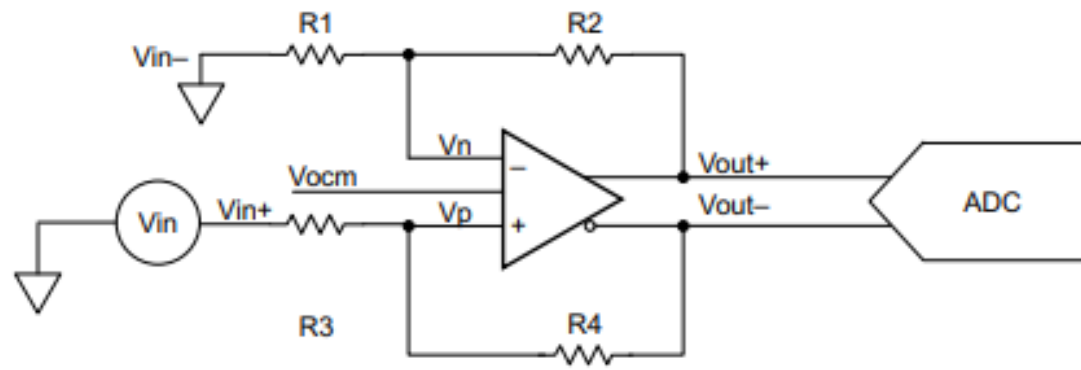 R1
R2
Vin–
Vn
–
Vocm
Vout+
ADC
Vin
Vin+
Vp
+
Vout–
R3
R4